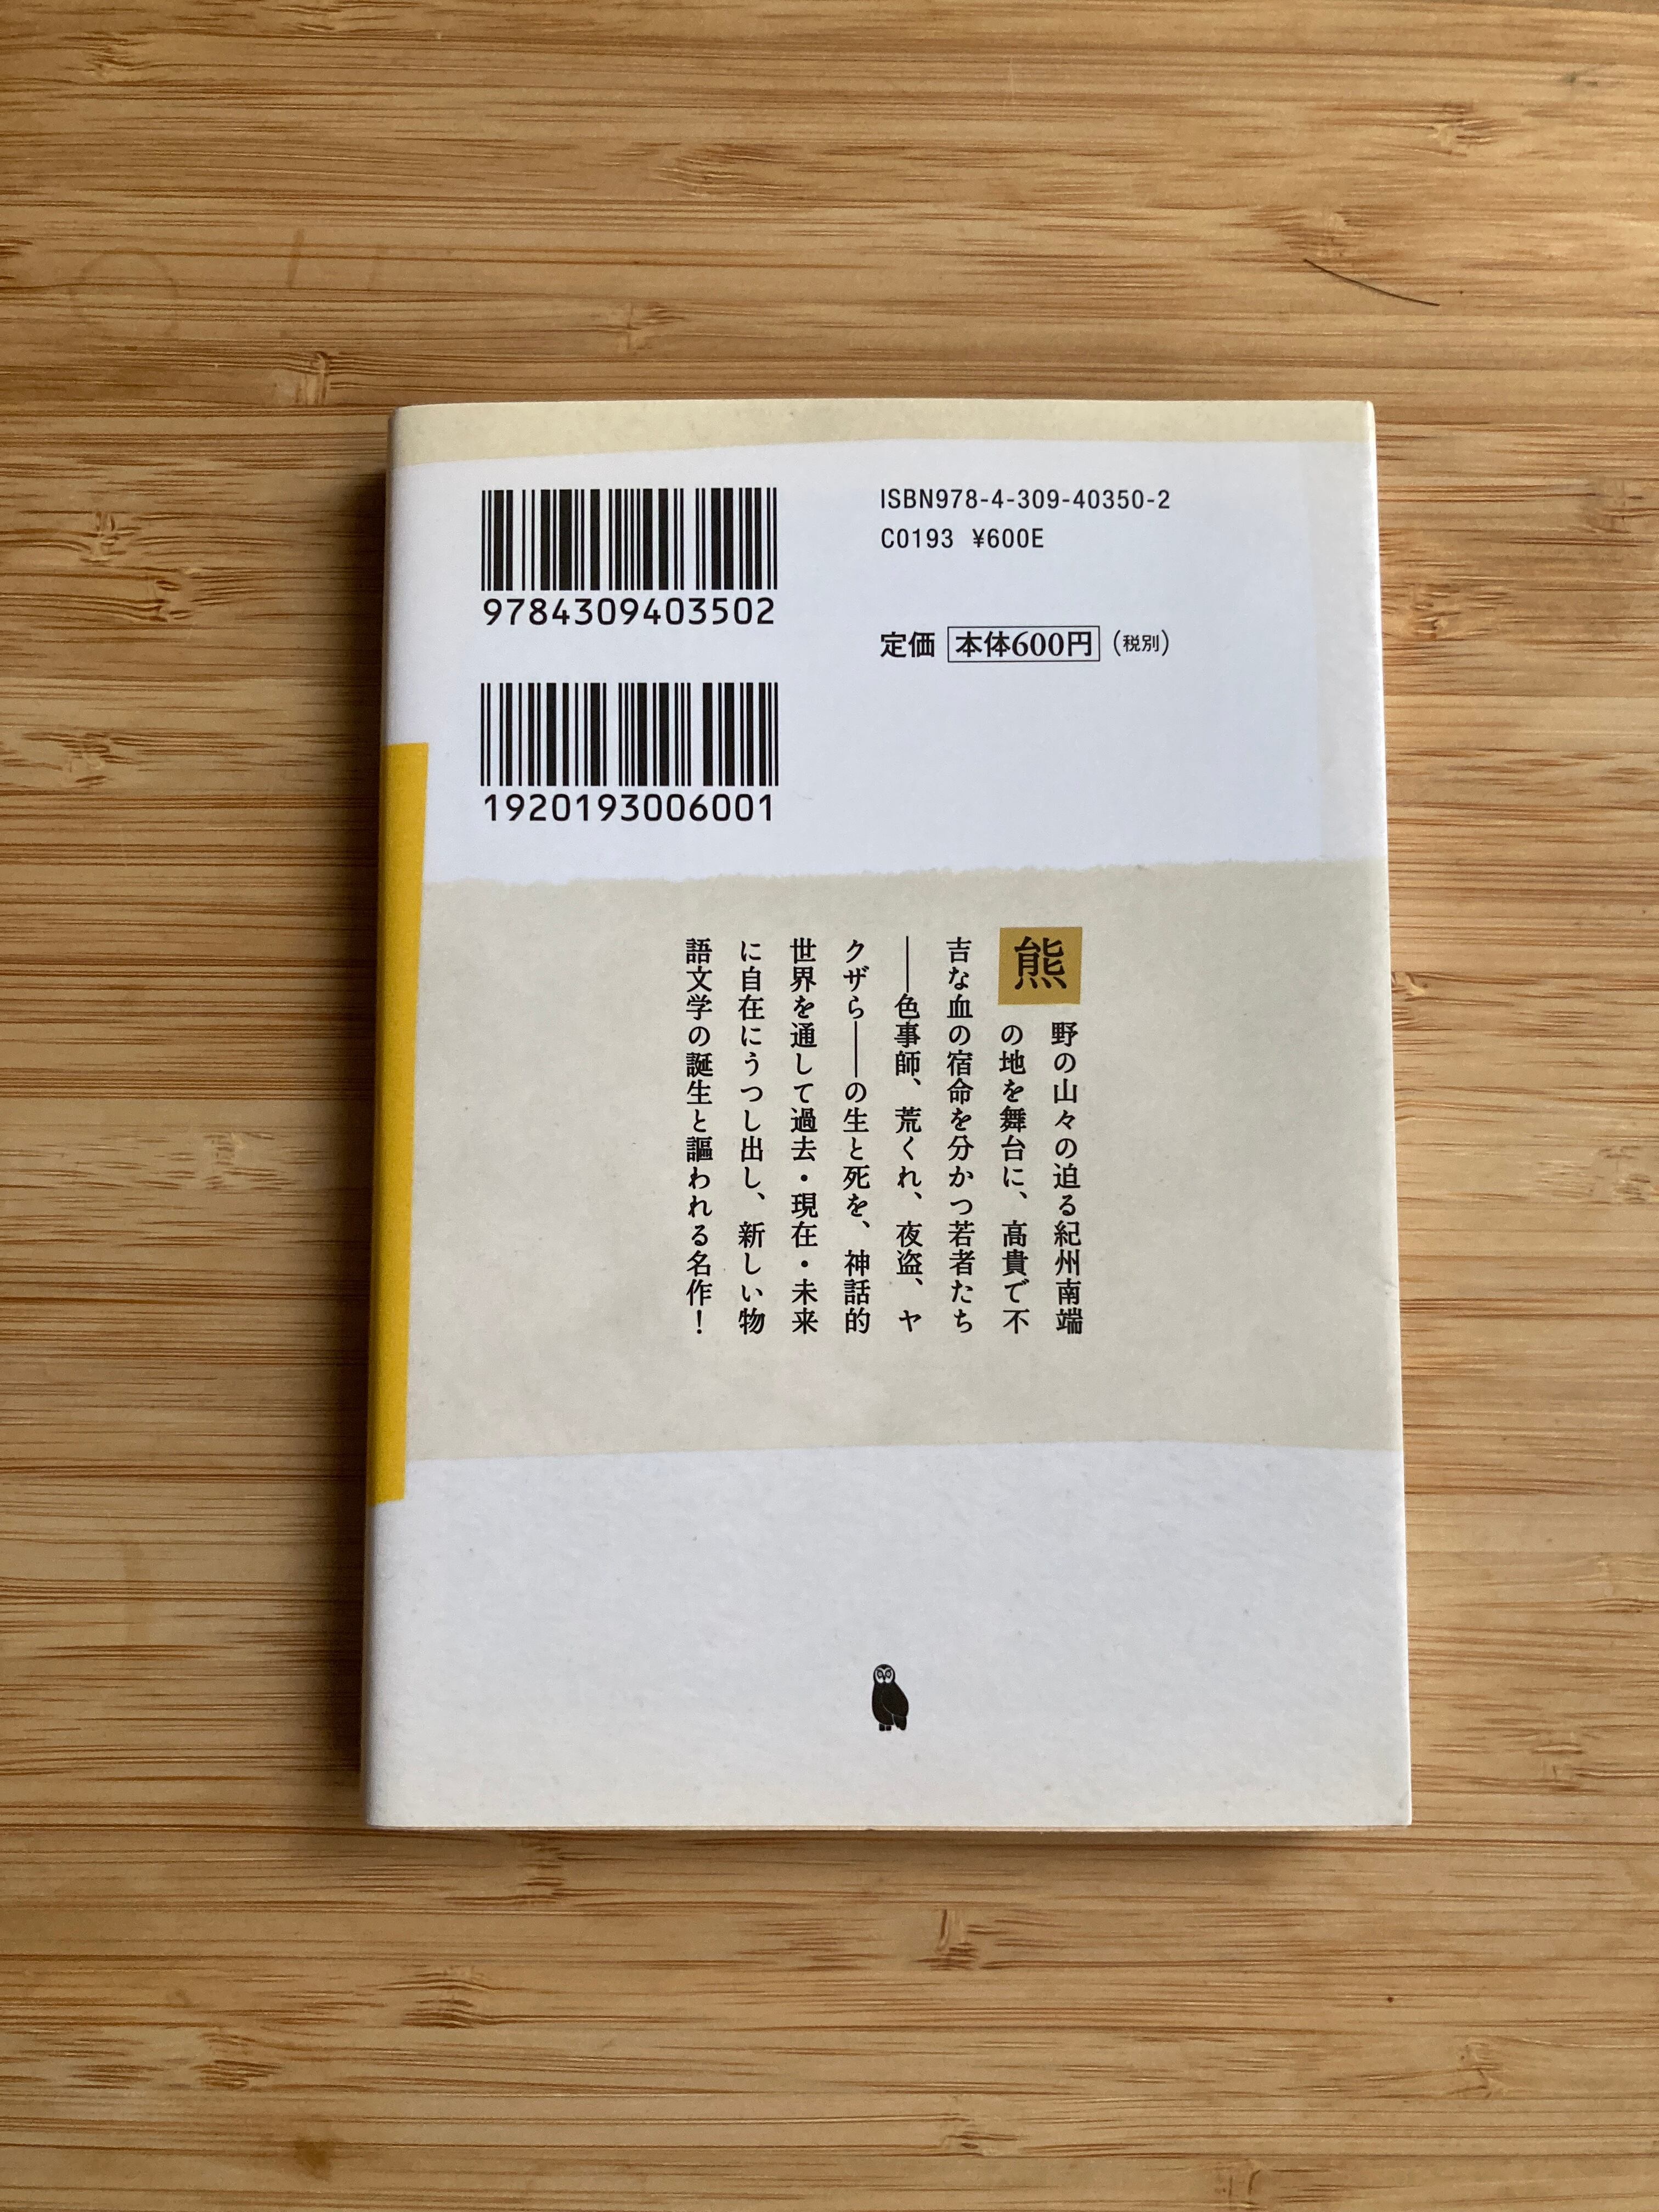 9784309403502
ISBN978-4-309-40350-2
C0193 ¥600E
定価 本体600円（税別）
1920193006001
熊野の山々の迫る紀州南端
の地を舞台に、高貴で不
吉な血の宿命を分かつ若者たち
――色事師、荒くれ、夜盗、ヤ
クザら――の生と死を、神話的
世界を通して過去・現在・未来
に自在にうつし出し、新しい物
語文学の誕生と謳われる名作！